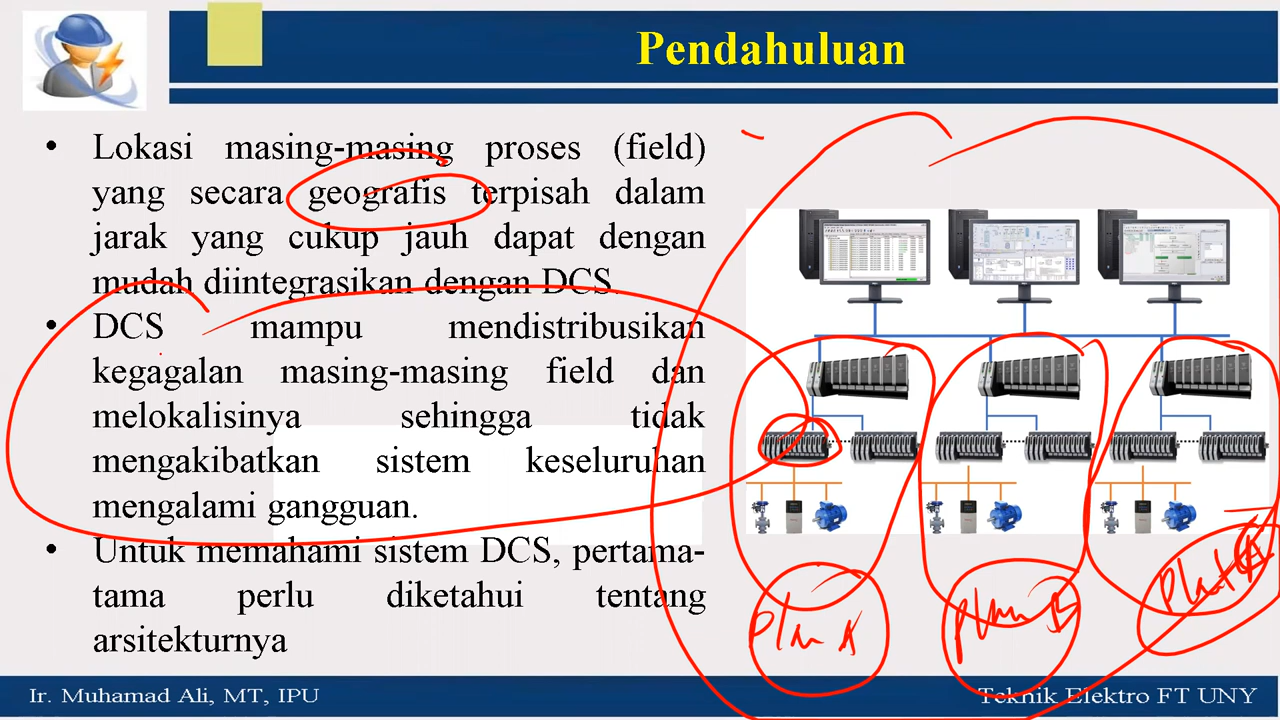 Pendahuluan
• Lokasi masing-masing proses (field)
yang secara geografis terpisah dalam
jarak yang cukup jauh dapat dengan
mudah diintegrasikan dengan DCS.
• DCS mampu mendistribusikan
kegagalan masing-masing field dan
melokalisinya sehingga tidak
mengakibatkan sistem keseluruhan
mengalami gangguan.
• Untuk memahami sistem DCS, pertama-
tama perlu diketahui tentang
arsitekturnya
Ir. Muhamad Ali, MT, IPU
Teknik Elektro FT UNY